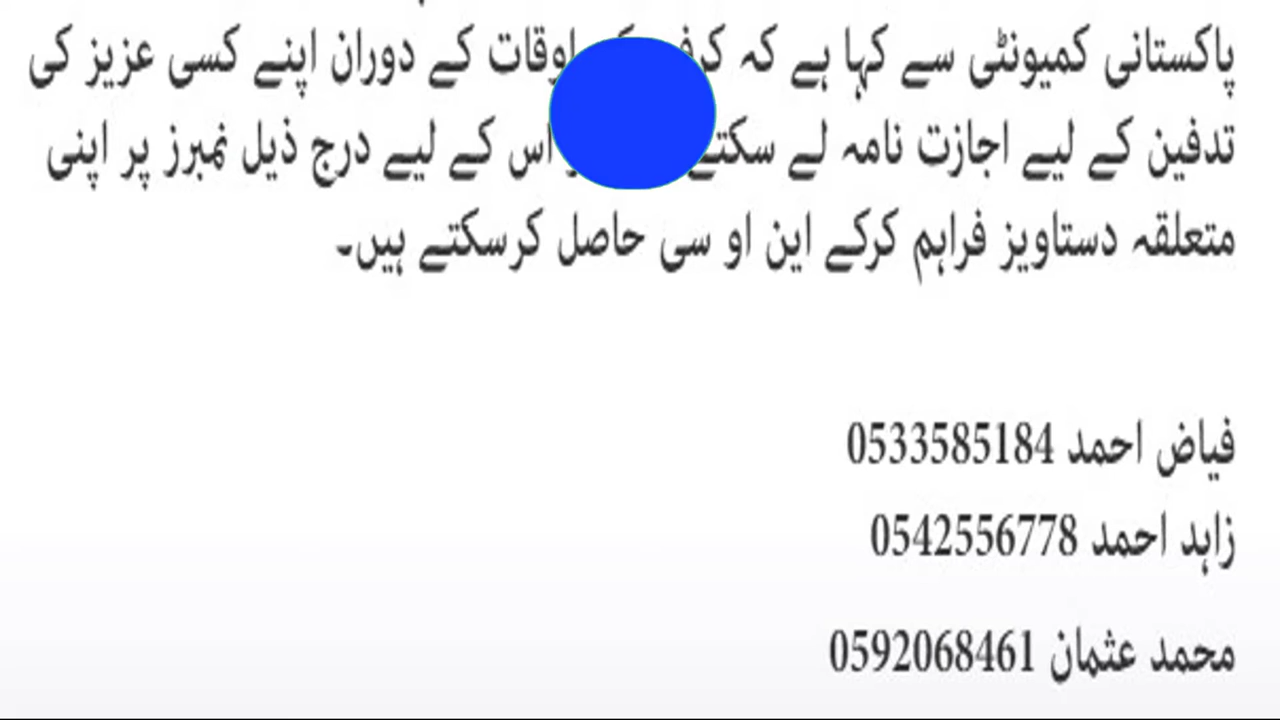 پاکستانی کمیونٹی سے کہا ہے کہ کے دوران اپنے کسی عزیز کی
تدفین کے لیے اجازت نامہ لے سکتے اس کے لیے درج ذیل نمبرز پر اپنی
متعلقہ دستاویز فراہم کرکے این او سی حاصل کرسکتے ہیں۔
فیاض احمد 0533585184
زاہد احمد 0542556778
محمد عثمان 0592068461